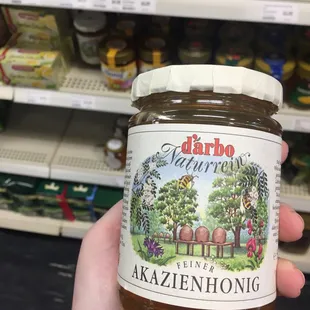 d'arbo
Naturrein
FEINER
AKAZIENHONIG